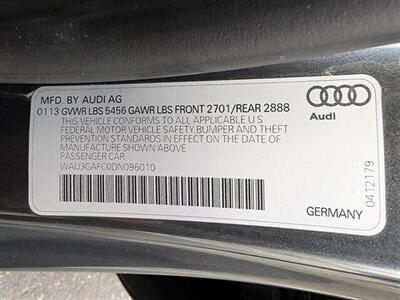 MFD. BY AUDI AG
0113 GVWR LBS 5456 GAWR LBS FRONT 2701/REAR 2888
THIS VEHICLE CONFORMS TO ALL APPLICABLE U S
FEDERAL MOTOR VEHICLE SAFETY BUMPER AND THEFT
PREVENTION STANDARDS IN EFFECT ON THE DATE OF
MANUFACTURE SHOWN ABOVE
PASSENGER CAR
WAU3GAFC0DN096010
Audi
0412179
GERMANY